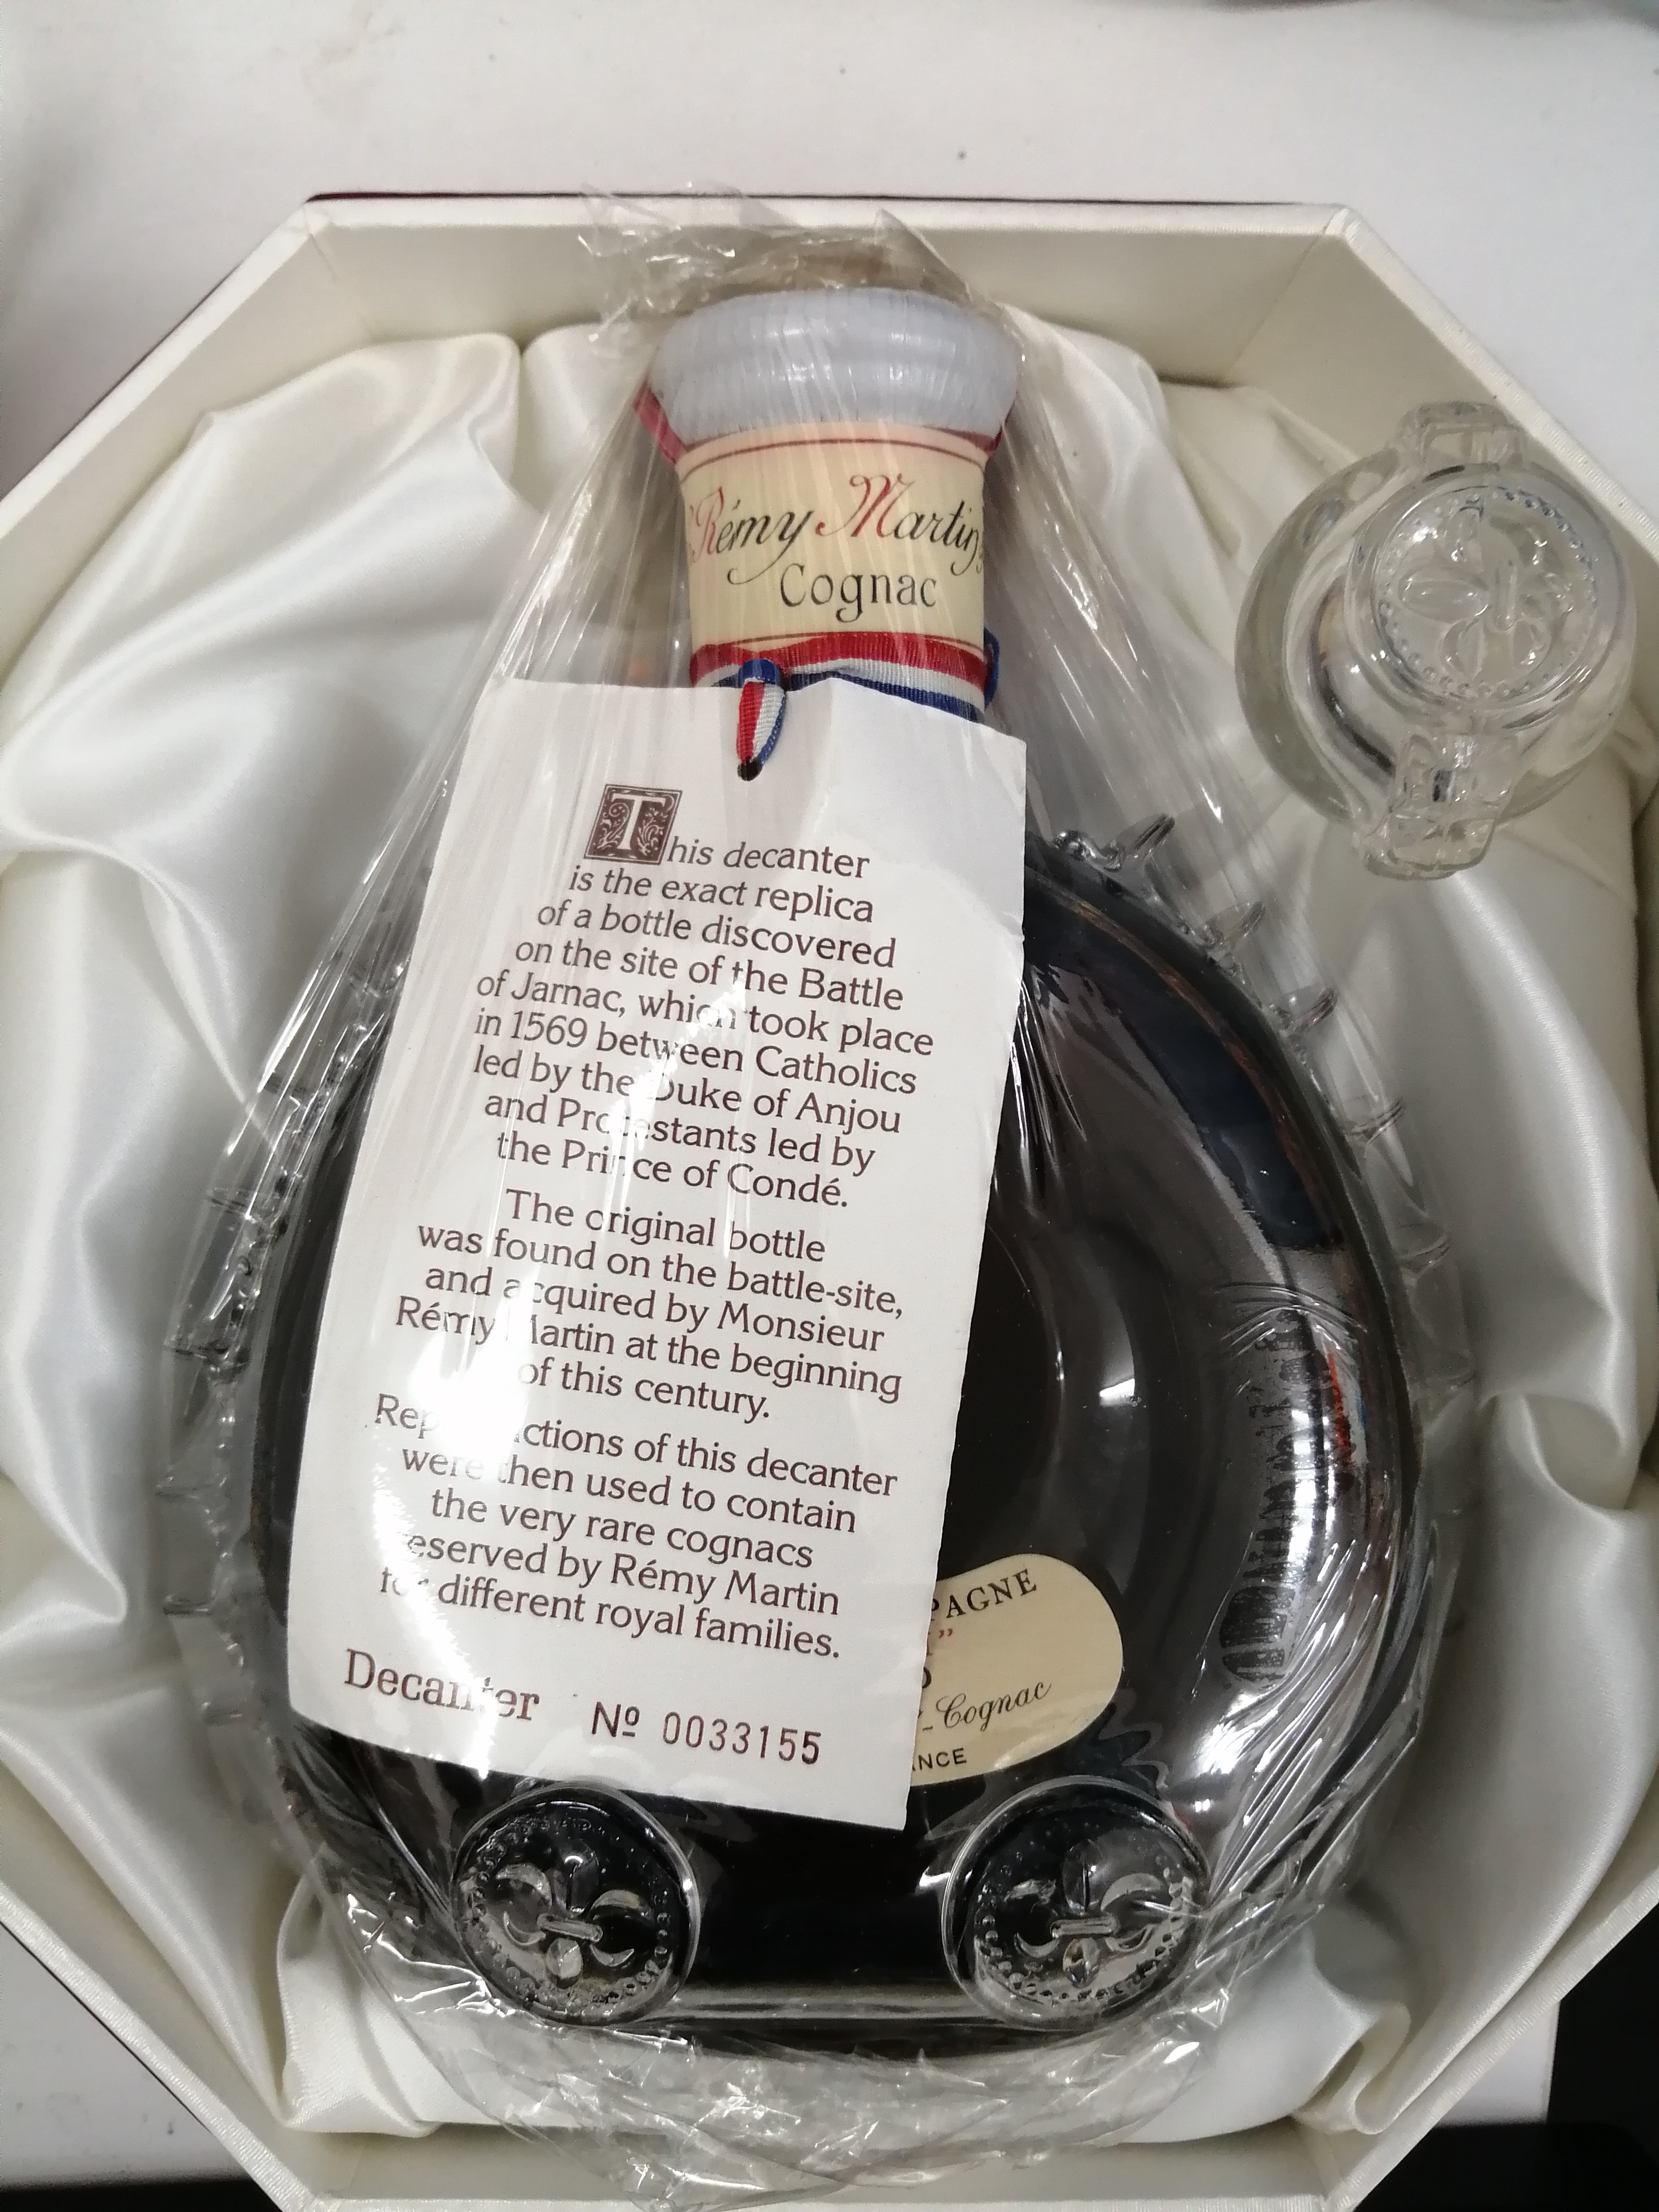 Rémy Martin
Cognac
This decanter
is the exact replica
of a bottle discovered
on the site of the Battle
of Jarnac, which took place
in 1569 between Catholics
led by the Duke of Anjou
and Protestants led by
the Prince of Condé.
The original bottle
was found on the battle-site,
and acquired by Monsieur
Rémy Martin at the beginning
of this century.
Reproductions of this decanter
were then used to contain
the very rare cognacs
reserved by Rémy Martin
for different royal families.
Decanter Nº 0033155
PAGNE
"
Cognac
NCE